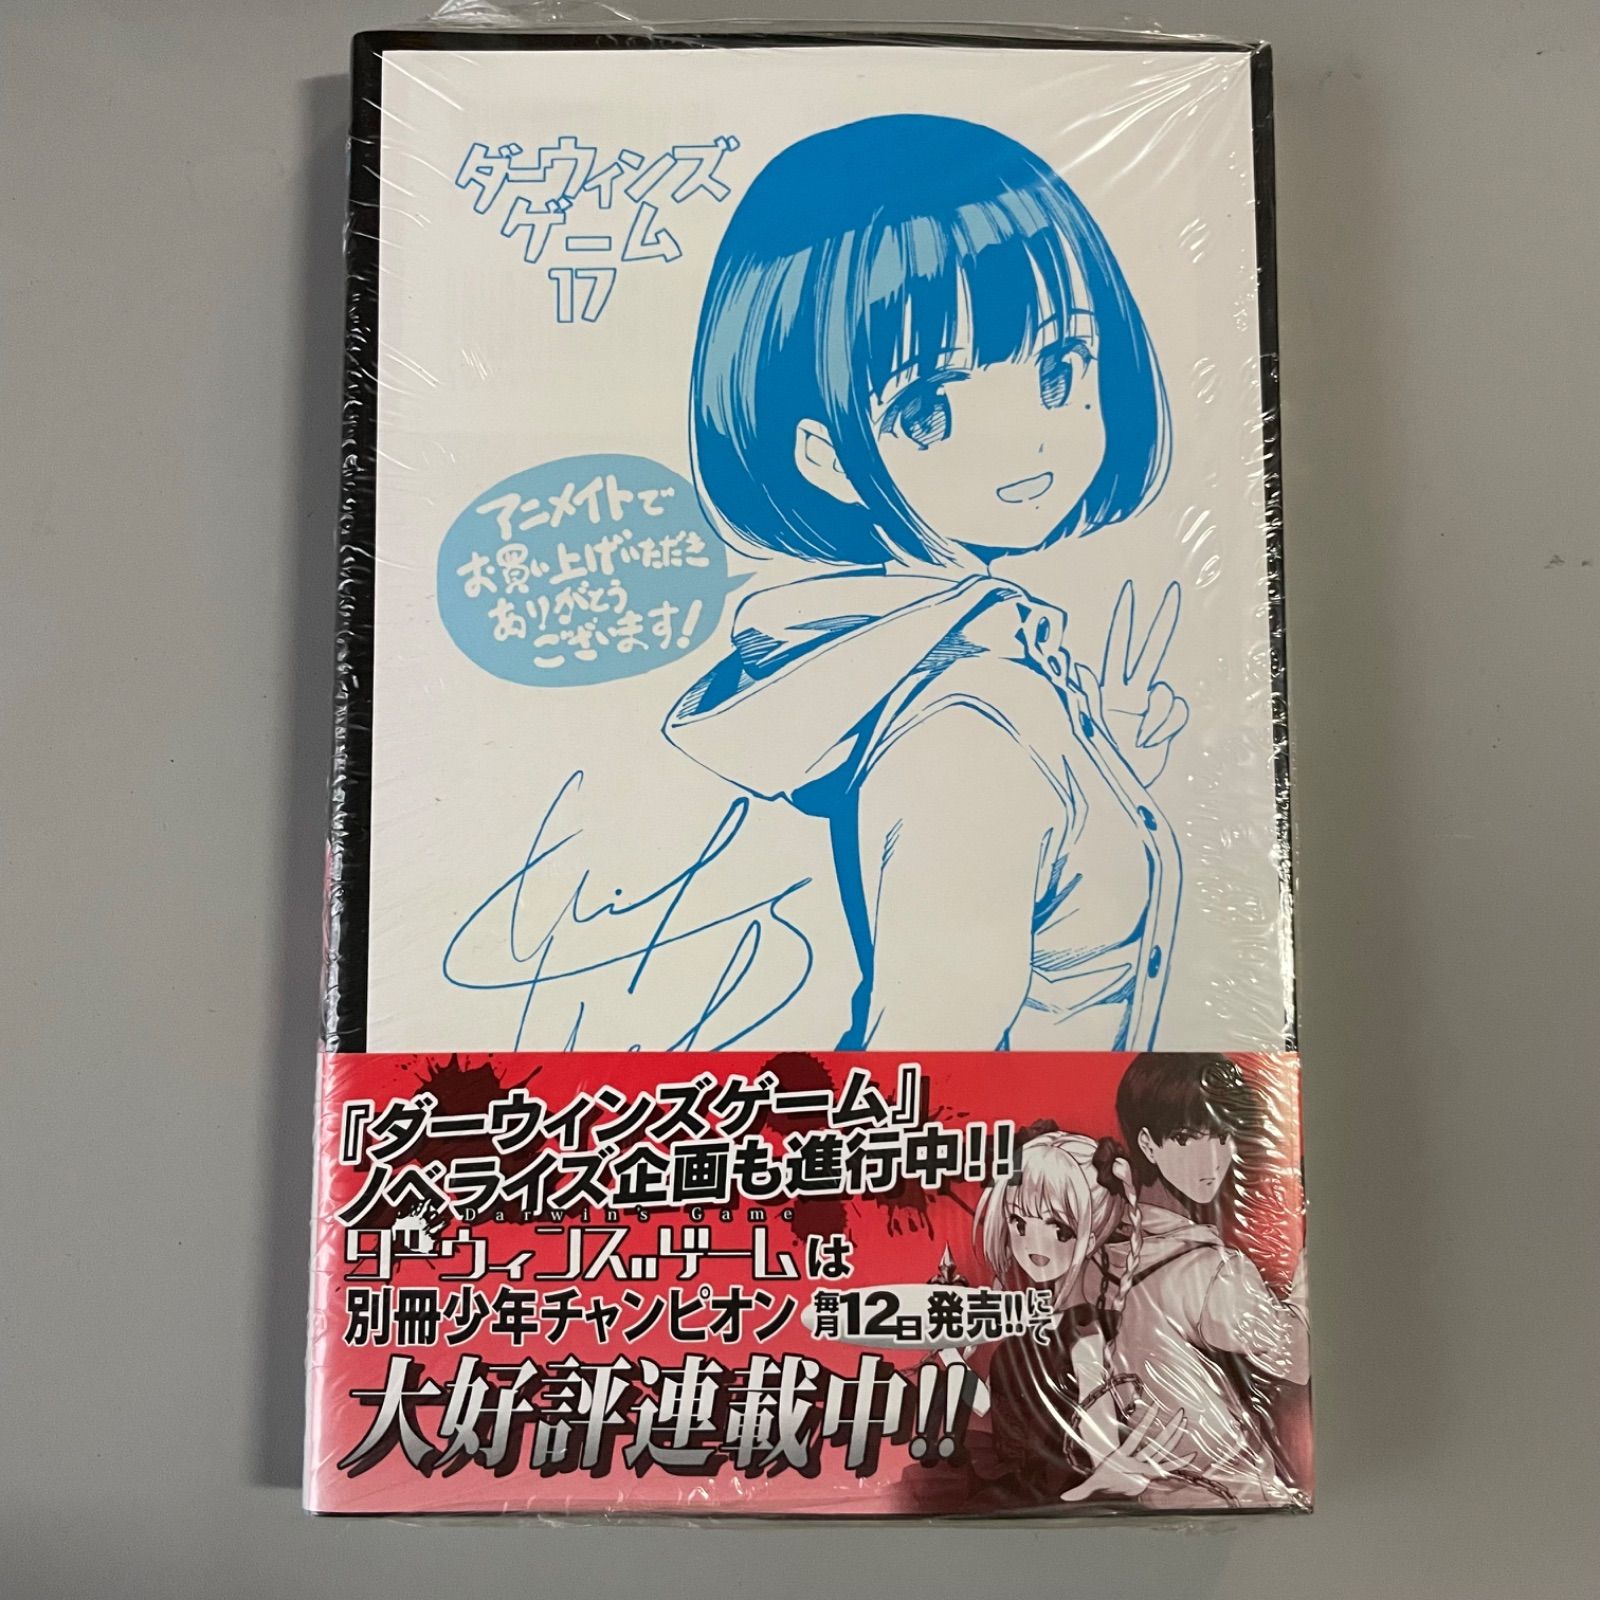 ダーウィンズ
ゲーム
17
アニメイトで
お買い上げいただき
ありがとう
ございます!
『ダーウィンズゲーム』
ノベライズ企画も進行中!!
Darwin's Game
ダーウィンズゲームは
別冊少年チャンピオン 毎月12日発売!!にて
大好評連載中!!